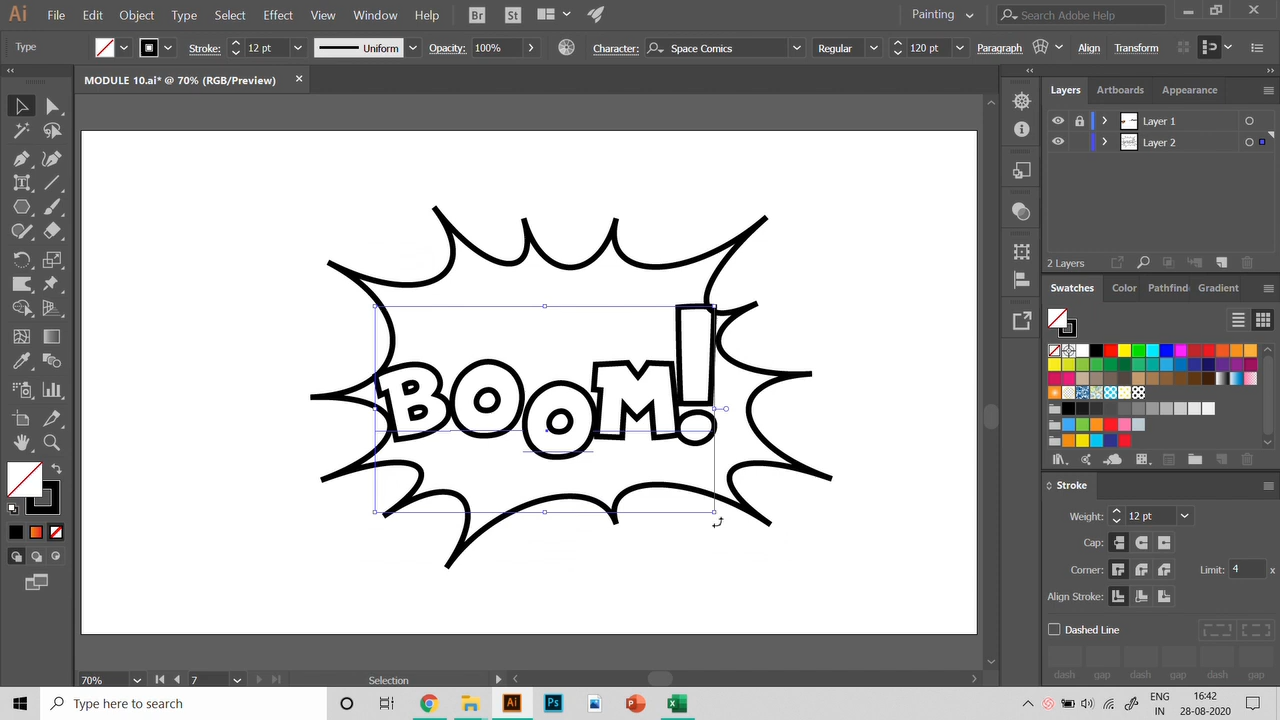 Ai File Edit Object Type Select Effect View Window Help Br St Painting Search Adobe Help
Type Stroke: 12 pt Uniform Opacity: 100% Character: Space Comics Regular 120 pt Paragraph Align Transform
MODULE 10.ai* @ 70% (RGB/Preview)
BOOM!
Layers Artboards Appearance
Layer 1
Layer 2
2 Layers
Swatches Color Pathfind Gradient
Stroke
Weight: 12 pt
Cap:
Corner: Limit: 4 x
Align Stroke:
Dashed Line
dash gap dash gap dash gap
70% 7 Selection
Type here to search
Ai Ps
ENG
IN
16:42
28-08-2020